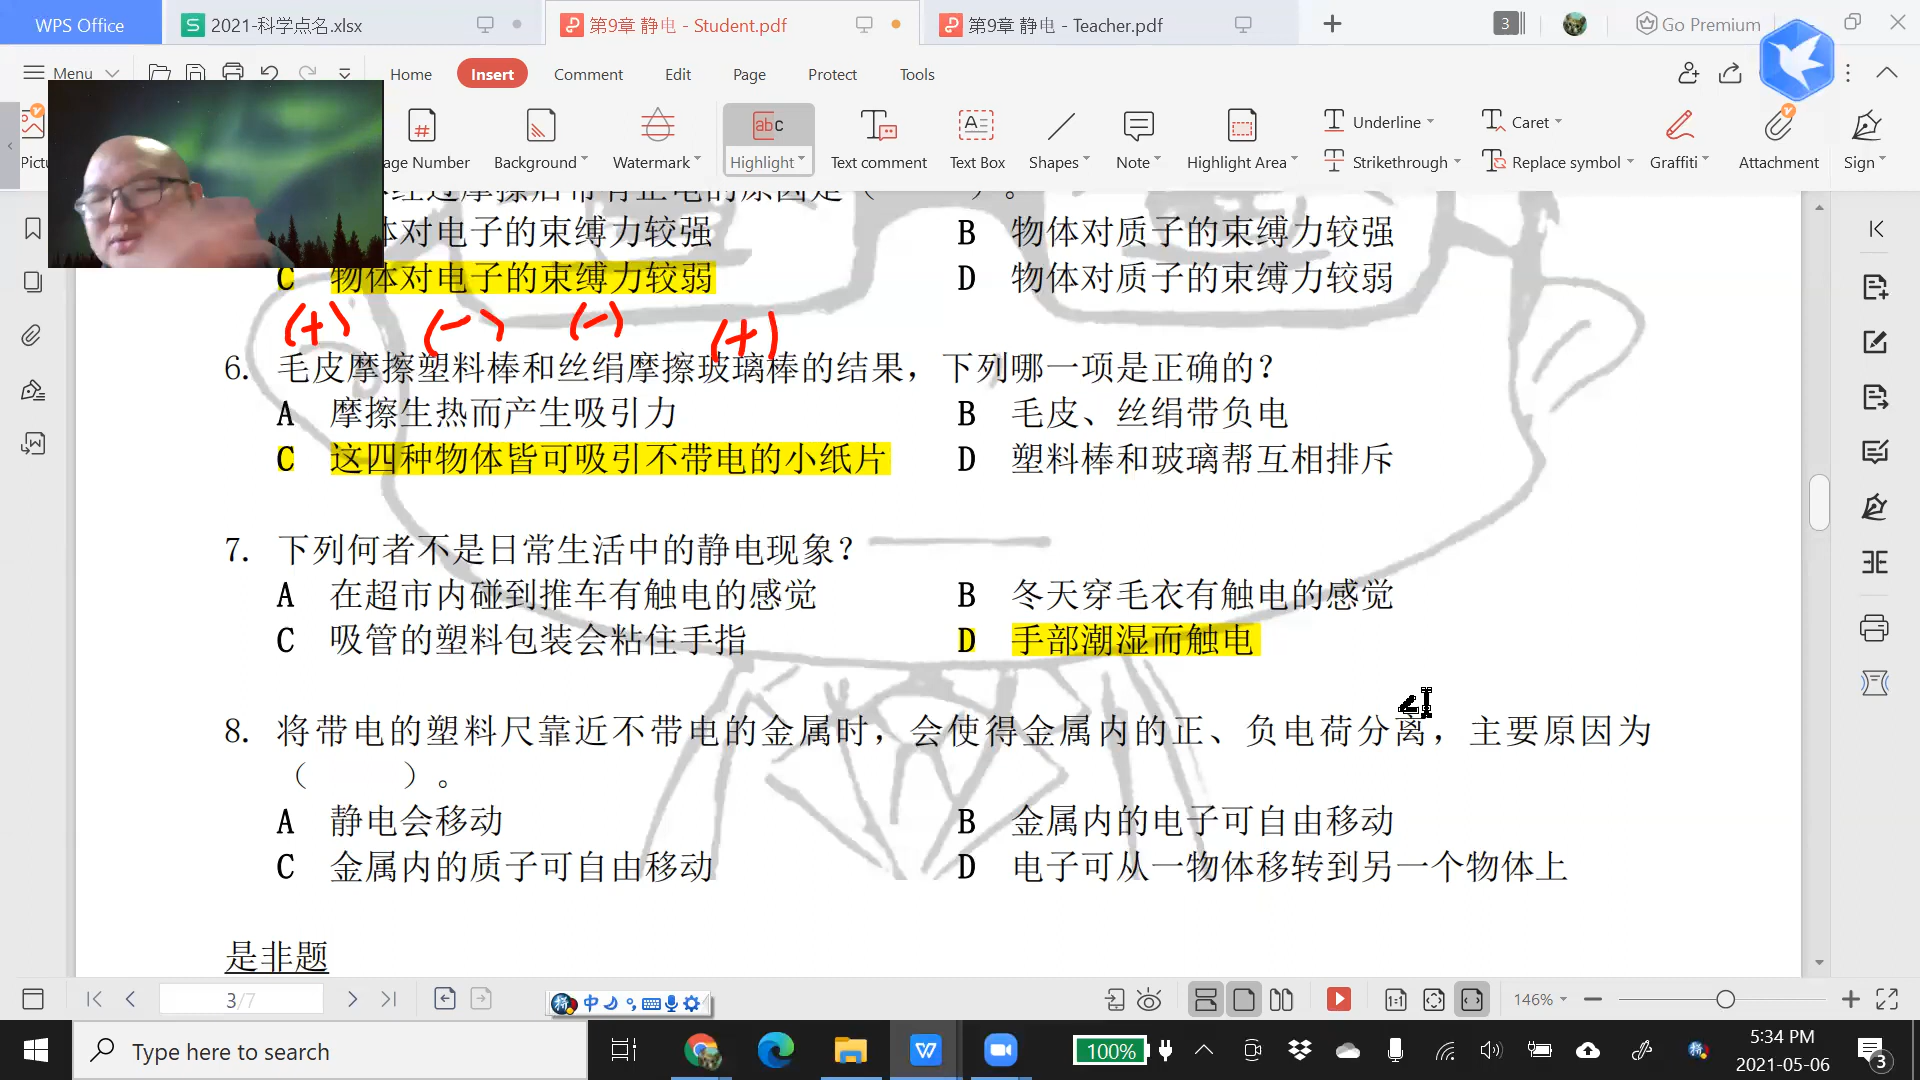 WPS Office
2021-科学点名.xlsx
第9章 静电 - Student.pdf
第9章 静电 - Teacher.pdf
3
Go Premium
Menu
Home
Insert
Comment
Edit
Page
Protect
Tools
Background
Watermark
Highlight
Text comment
Text Box
Shapes
Note
Highlight Area
Underline
Strikethrough
Caret
Replace symbol
Graffiti
Attachment
Sign
体对电子的束缚力较强
B 物体对质子的束缚力较强
C 物体对电子的束缚力较弱
D 物体对质子的束缚力较弱
(+) (-) (-) (+)
6. 毛皮摩擦塑料棒和丝绢摩擦玻璃棒的结果，下列哪一项是正确的？
A 摩擦生热而产生吸引力
B 毛皮、丝绢带负电
C 这四种物体皆可吸引不带电的小纸片
D 塑料棒和玻璃帮互相排斥
7. 下列何者不是日常生活中的静电现象？
A 在超市内碰到推车有触电的感觉
B 冬天穿毛衣有触电的感觉
C 吸管的塑料包装会粘住手指
D 手部潮湿而触电
8. 将带电的塑料尺靠近不带电的金属时，会使得金属内的正、负电荷分离，主要原因为
（ ）。
A 静电会移动
B 金属内的电子可自由移动
C 金属内的质子可自由移动
D 电子可从一物体移转到另一个物体上
是非题
3/7
中
146%
Type here to search
100%
5:34 PM
2021-05-06
3